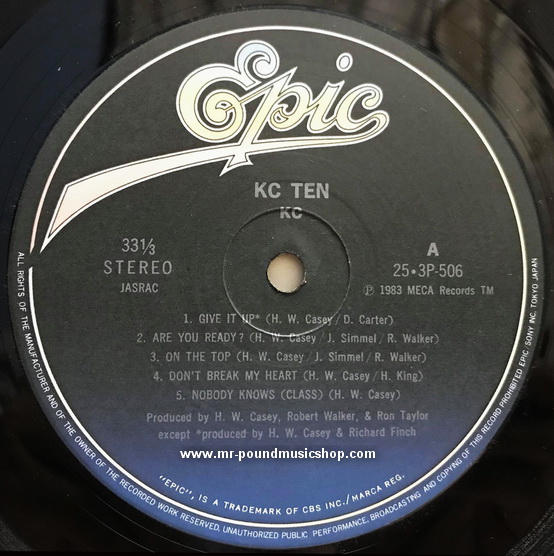 Epic
KC TEN
KC
33⅓
STEREO
JASRAC
A
25•3P-506
Ⓟ 1983 MECA Records TM
1. GIVE IT UP* (H. W. Casey/D. Carter)
2. ARE YOU READY? (H. W. Casey/J. Simmel/R. Walker)
3. ON THE TOP (H. W. Casey/J. Simmel/R. Walker)
4. DON'T BREAK MY HEART (H. W. Casey/H. King)
5. NOBODY KNOWS (CLASS) (H. W. Casey)
Produced by H. W. Casey, Robert Walker, & Ron Taylor
except *produced by H. W. Casey & Richard Finch
www.mr-poundmusicshop.com
"EPIC", IS A TRADEMARK OF CBS INC./MARCA REG.
ALL RIGHTS OF THE MANUFACTURER AND OF THE OWNER OF THE RECORDED WORK RESERVED. UNAUTHORIZED PUBLIC PERFORMANCE, BROADCASTING AND COPYING OF THIS RECORD PROHIBITED EPIC/SONY INC. TOKYO JAPAN